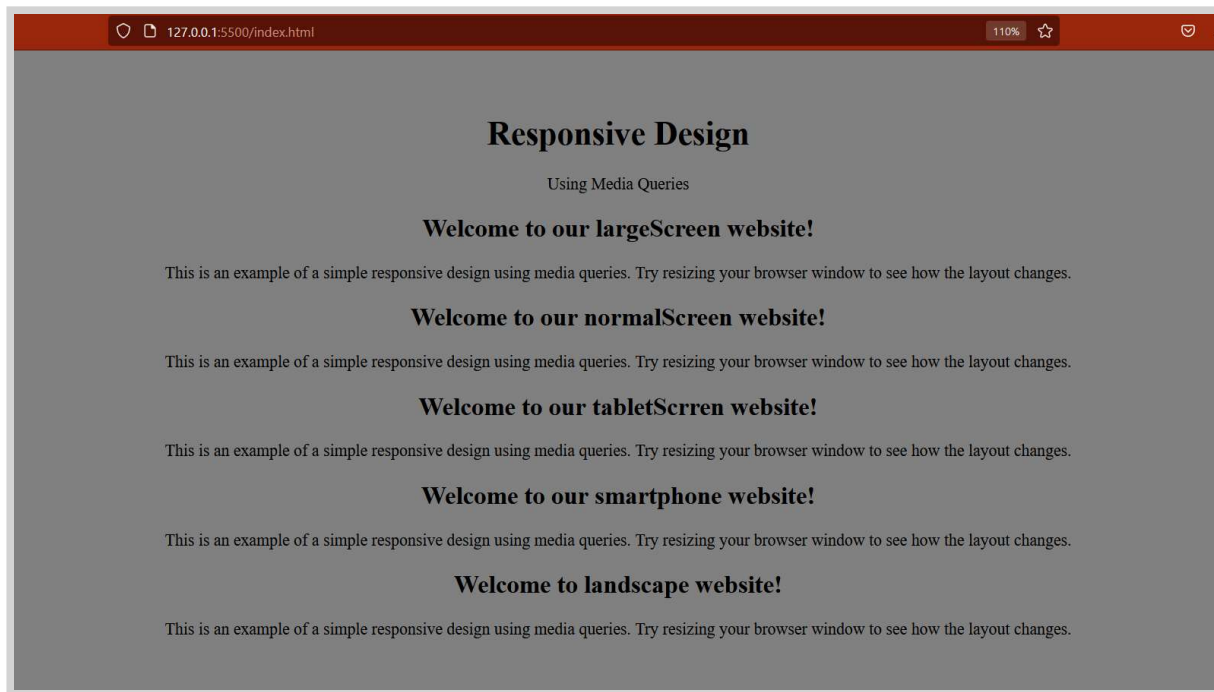 127.0.0.1:5500/index.html 110%
Responsive Design
Using Media Queries
Welcome to our largeScreen website!
This is an example of a simple responsive design using media queries. Try resizing your browser window to see how the layout changes.
Welcome to our normalScreen website!
This is an example of a simple responsive design using media queries. Try resizing your browser window to see how the layout changes.
Welcome to our tabletScrren website!
This is an example of a simple responsive design using media queries. Try resizing your browser window to see how the layout changes.
Welcome to our smartphone website!
This is an example of a simple responsive design using media queries. Try resizing your browser window to see how the layout changes.
Welcome to landscape website!
This is an example of a simple responsive design using media queries. Try resizing your browser window to see how the layout changes.